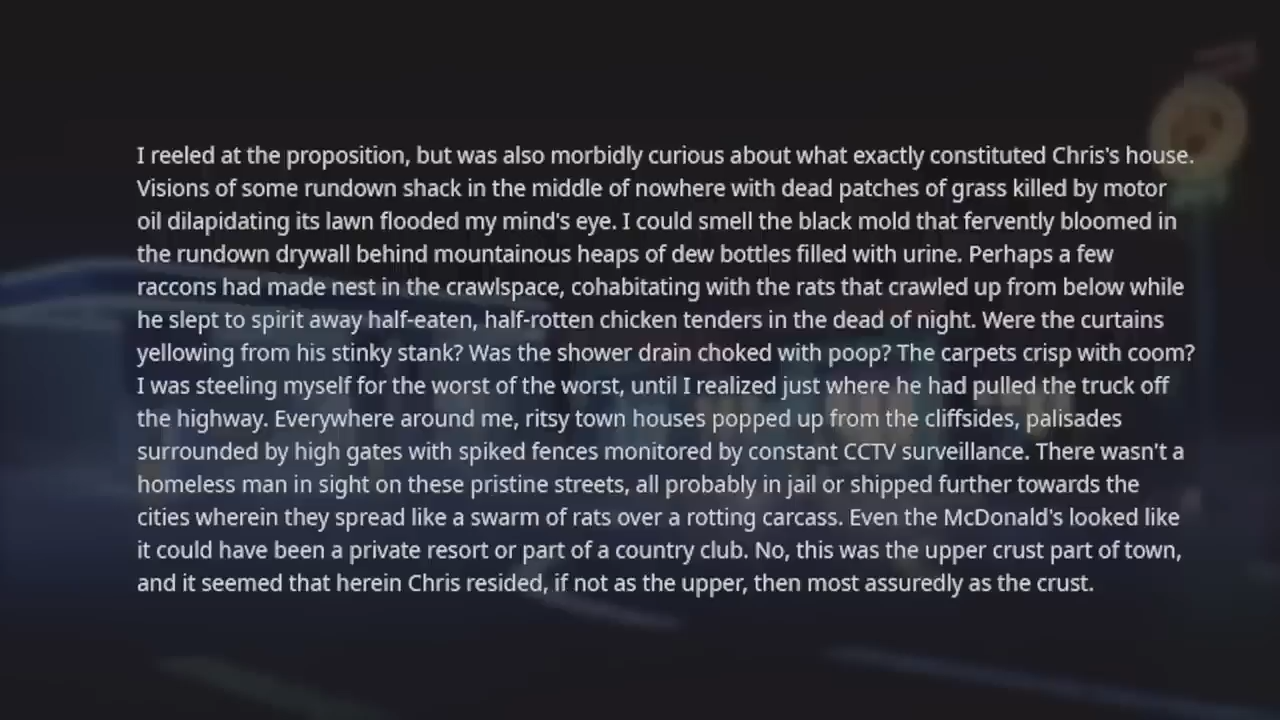 I reeled at the proposition, but was also morbidly curious about what exactly constituted Chris's house.
Visions of some rundown shack in the middle of nowhere with dead patches of grass killed by motor
oil dilapidating its lawn flooded my mind's eye. I could smell the black mold that fervently bloomed in
the rundown drywall behind mountainous heaps of dew bottles filled with urine. Perhaps a few
raccons had made nest in the crawlspace, cohabitating with the rats that crawled up from below while
he slept to spirit away half-eaten, half-rotten chicken tenders in the dead of night. Were the curtains
yellowing from his stinky stank? Was the shower drain choked with poop? The carpets crisp with coom?
I was steeling myself for the worst of the worst, until I realized just where he had pulled the truck off
the highway. Everywhere around me, ritsy town houses popped up from the cliffsides, palisades
surrounded by high gates with spiked fences monitored by constant CCTV surveillance. There wasn't a
homeless man in sight on these pristine streets, all probably in jail or shipped further towards the
cities wherein they spread like a swarm of rats over a rotting carcass. Even the McDonald's looked like
it could have been a private resort or part of a country club. No, this was the upper crust part of town,
and it seemed that herein Chris resided, if not as the upper, then most assuredly as the crust.